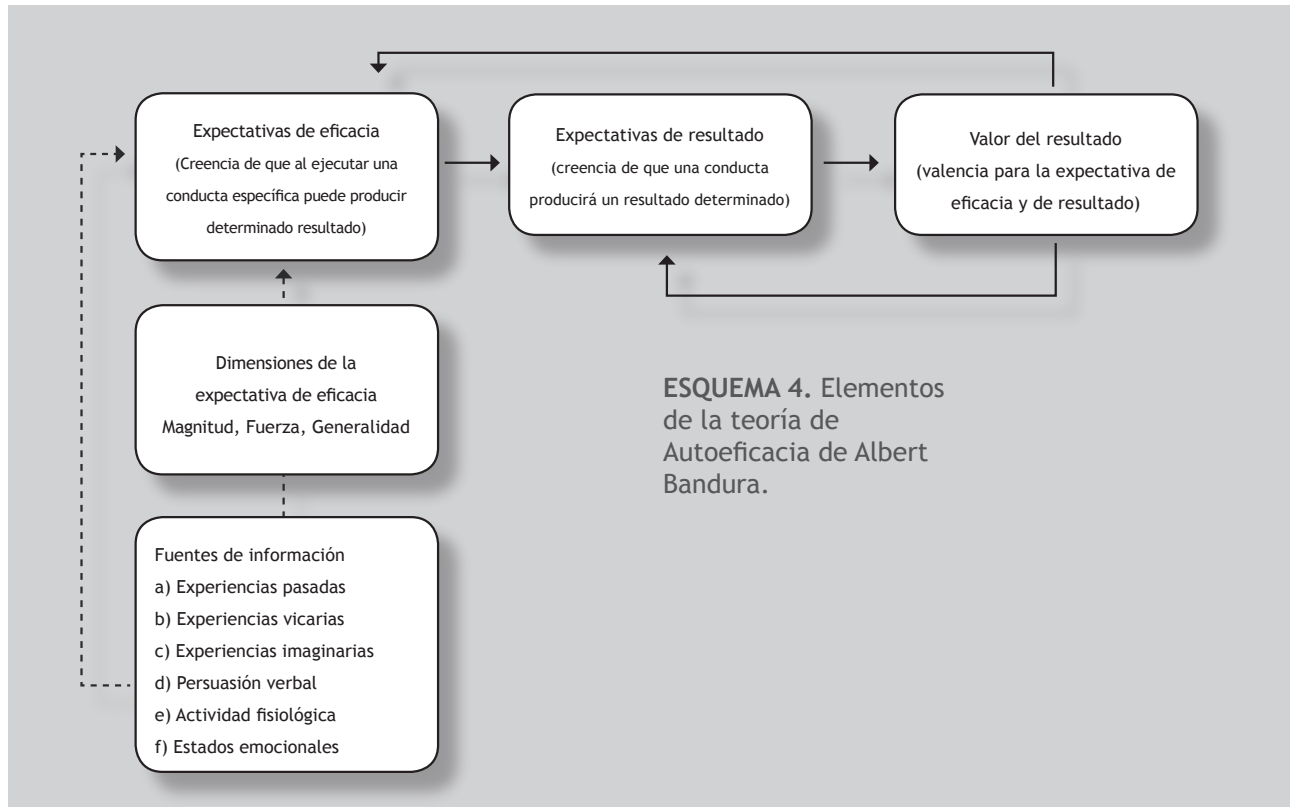 Expectativas de eficacia
(Creencia de que al ejecutar una
conducta específica puede producir
determinado resultado)
Expectativas de resultado
(creencia de que una conducta
producirá un resultado determinado)
Valor del resultado
(valencia para la expectativa de
eficacia y de resultado)
Dimensiones de la
expectativa de eficacia
Magnitud, Fuerza, Generalidad
ESQUEMA 4. Elementos
de la teoría de
Autoeficacia de Albert
Bandura.
Fuentes de información
a) Experiencias pasadas
b) Experiencias vicarias
c) Experiencias imaginarias
d) Persuasión verbal
e) Actividad fisiológica
f) Estados emocionales